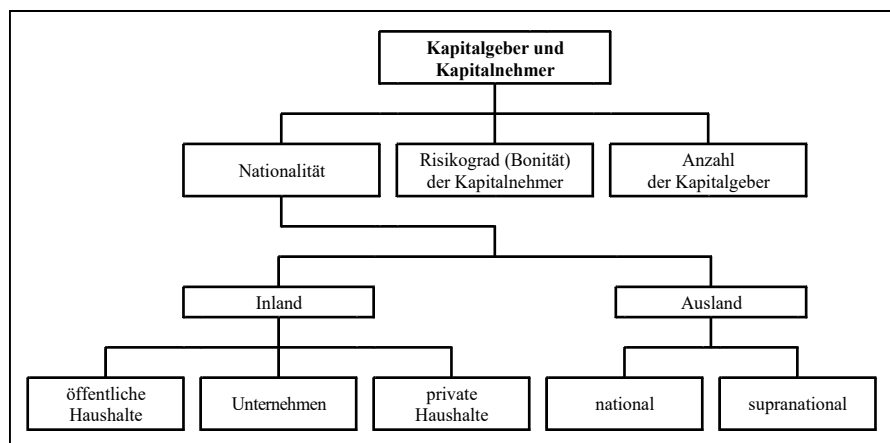 Kapitalgeber und
Kapitalnehmer
Nationalität
Risikograd (Bonität)
der Kapitalnehmer
Anzahl
der Kapitalgeber
Inland
Ausland
öffentliche
Haushalte
Unternehmen
private
Haushalte
national
supranational